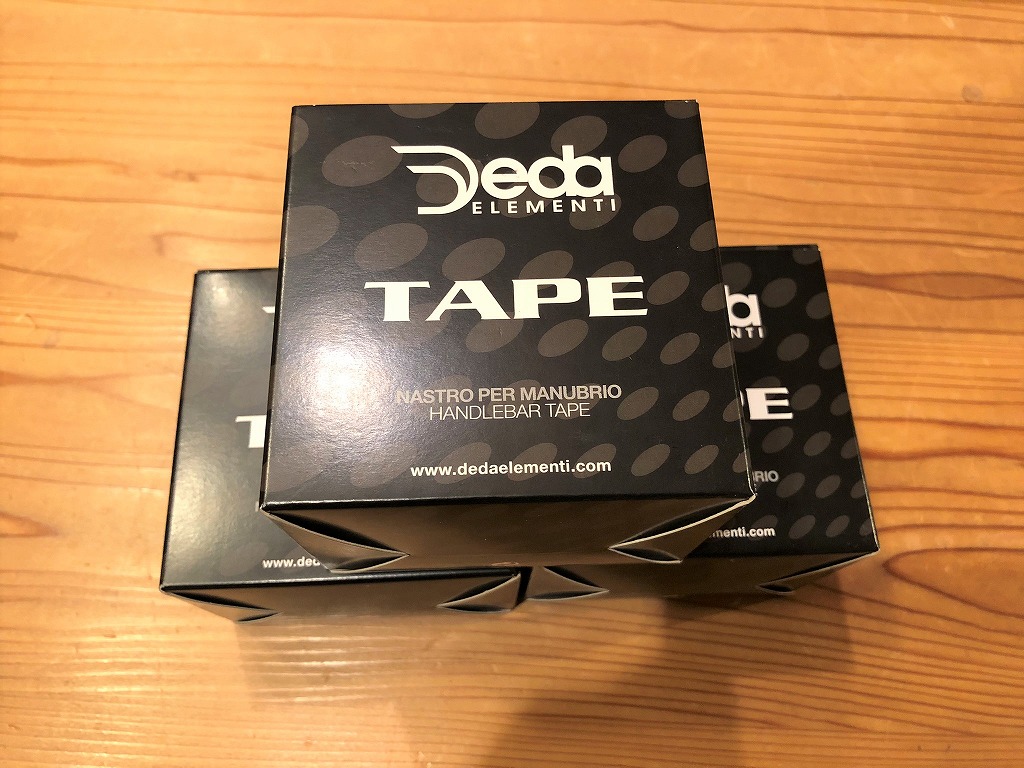 Deda
ELEMENTI
TAPE
NASTRO PER MANUBRIO
HANDLEBAR TAPE
www.dedaelementi.com